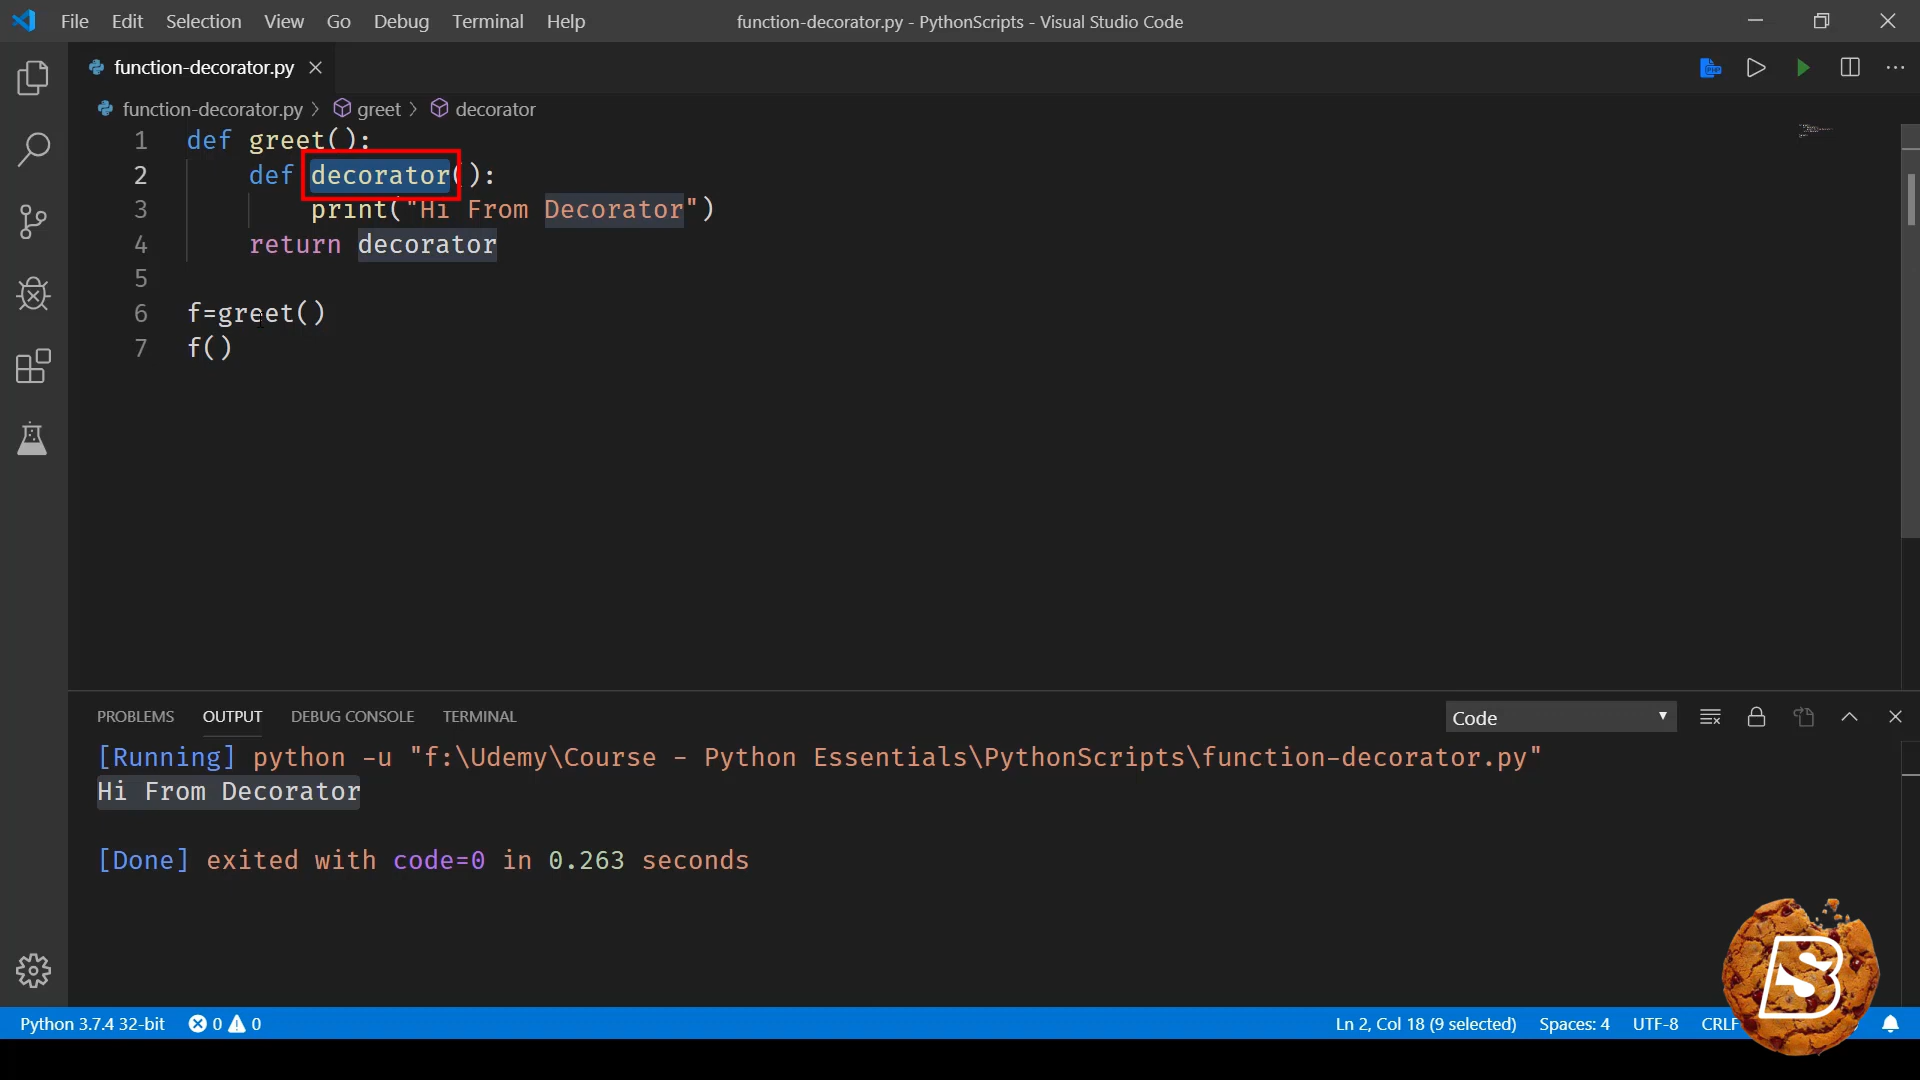 File Edit Selection View Go Debug Terminal Help function-decorator.py - PythonScripts - Visual Studio Code
function-decorator.py
function-decorator.py > greet > decorator
1 def greet():
2 def decorator():
3 print("Hi From Decorator")
4 return decorator
5
6 f=greet()
7 f()
PROBLEMS OUTPUT DEBUG CONSOLE TERMINAL Code
[Running] python -u "f:\Udemy\Course - Python Essentials\PythonScripts\function-decorator.py"
Hi From Decorator
[Done] exited with code=0 in 0.263 seconds
Python 3.7.4 32-bit 0 0 Ln 2, Col 18 (9 selected) Spaces: 4 UTF-8 CRLF